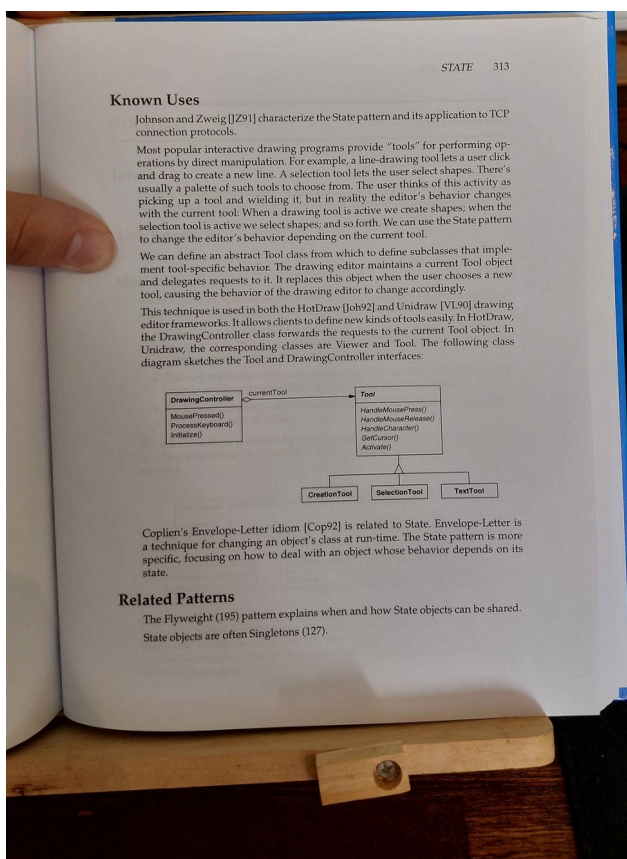 STATE 313
Known Uses
Johnson and Zweig [JZ91] characterize the State pattern and its application to TCP
connection protocols.
Most popular interactive drawing programs provide "tools" for performing op-
erations by direct manipulation. For example, a line-drawing tool lets a user click
and drag to create a new line. A selection tool lets the user select shapes. There's
usually a palette of such tools to choose from. The user thinks of this activity as
picking up a tool and wielding it, but in reality the editor's behavior changes
with the current tool: When a drawing tool is active we create shapes; when the
selection tool is active we select shapes; and so forth. We can use the State pattern
to change the editor's behavior depending on the current tool.
We can define an abstract Tool class from which to define subclasses that imple-
ment tool-specific behavior. The drawing editor maintains a current Tool object
and delegates requests to it. It replaces this object when the user chooses a new
tool, causing the behavior of the drawing editor to change accordingly.
This technique is used in both the HotDraw [Joh92] and Unidraw [VL90] drawing
editor frameworks. It allows clients to define new kinds of tools easily. In HotDraw,
the DrawingController class forwards the requests to the current Tool object. In
Unidraw, the corresponding classes are Viewer and Tool. The following class
diagram sketches the Tool and DrawingController interfaces:
DrawingController
MousePressed()
ProcessKeyboard()
Initialize()
currentTool
Tool
HandleMousePress()
HandleMouseRelease()
HandleCharacter()
GetCursor()
Activate()
CreationTool
SelectionTool
TextTool
Coplien's Envelope-Letter idiom [Cop92] is related to State. Envelope-Letter is
a technique for changing an object's class at run-time. The State pattern is more
specific, focusing on how to deal with an object whose behavior depends on its
state.
Related Patterns
The Flyweight (195) pattern explains when and how State objects can be shared.
State objects are often Singletons (127).